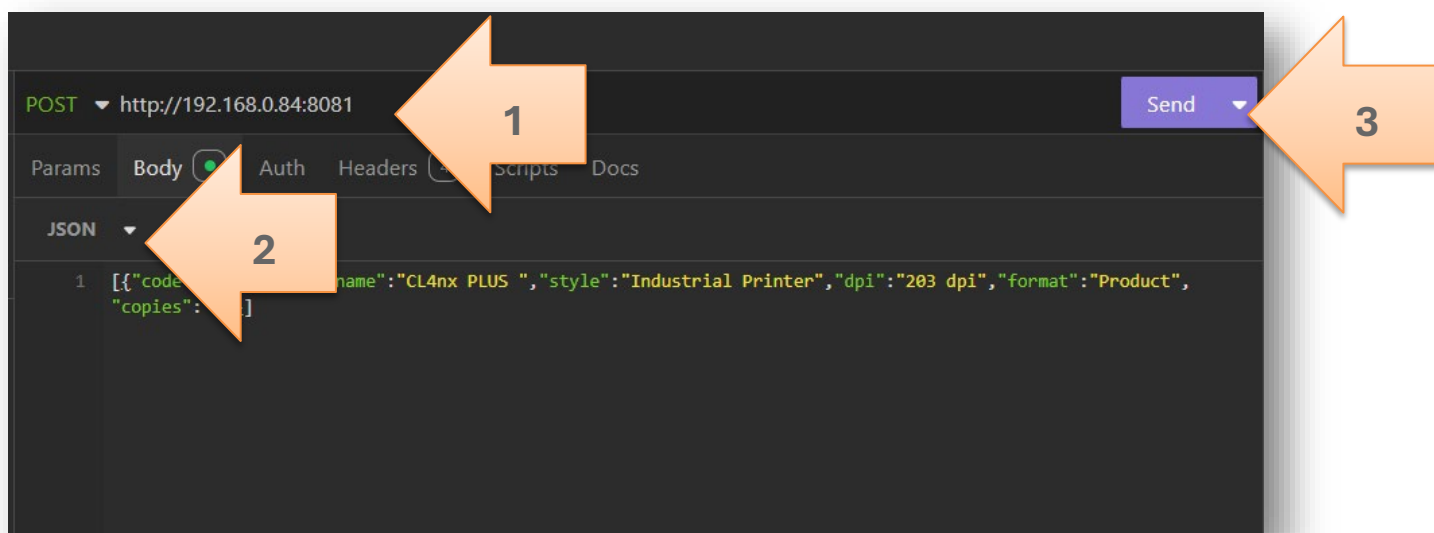 POST http://192.168.0.84:8081
1
Send
3
Params Body Auth Headers Scripts Docs
JSON
2
1 [{"code name":"CL4nx PLUS ","style":"Industrial Printer","dpi":"203 dpi","format":"Product",
"copies": ]